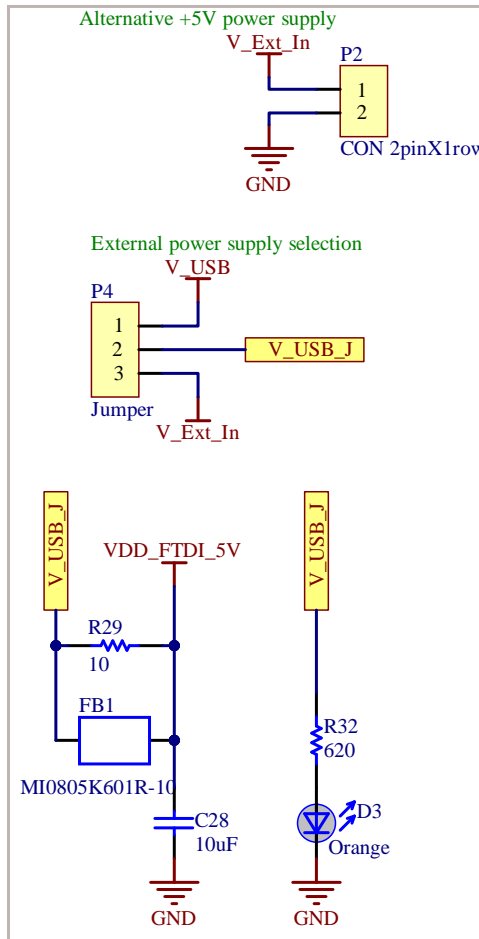 Alternative +5V power supply
V_Ext_In
P2
1
2
CON 2pinX1row
GND
External power supply selection
V_USB
P4
1
2
3
V_USB_J
Jumper
V_Ext_In
V_USB_J
VDD_FTDI_5V
R29
10
FB1
MI0805K601R-10
C28
10uF
GND
V_USB_J
R32
620
D3
Orange
GND